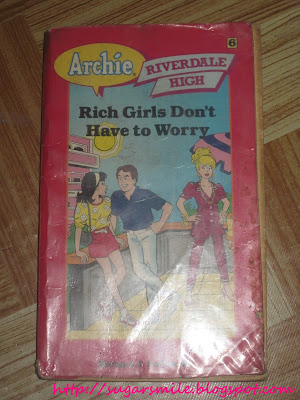 6
Archie
RIVERDALE
HIGH
Rich Girls Don't
Have to Worry
http://sugarsmile.blogspot.com